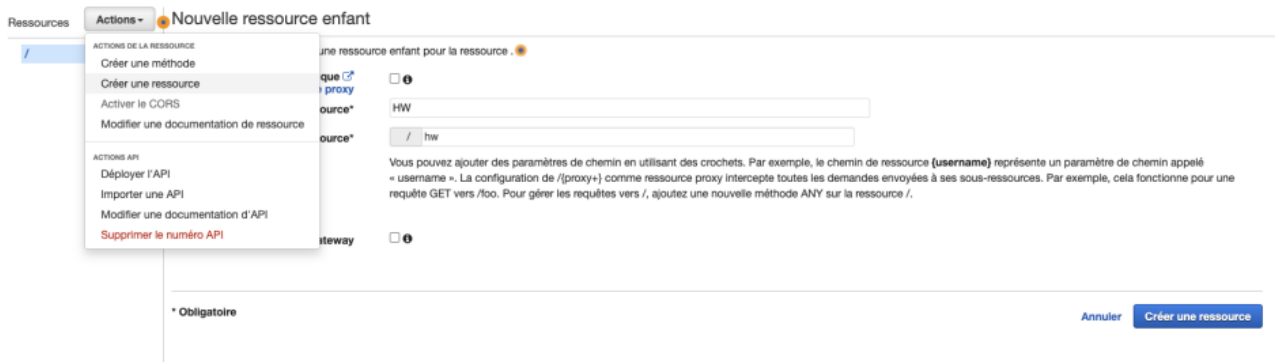 Ressources
Actions
Nouvelle ressource enfant
/
ACTIONS DE LA RESSOURCE
Créer une méthode
Créer une ressource
Activer le CORS
Modifier une documentation de ressource
ACTIONS API
Déployer l'API
Importer une API
Modifier une documentation d'API
Supprimer le numéro API
une ressource enfant pour la ressource .
que
proxy
ource*
HW
ource*
/ hw
Vous pouvez ajouter des paramètres de chemin en utilisant des crochets. Par exemple, le chemin de ressource {username} représente un paramètre de chemin appelé
« username ». La configuration de /{proxy+} comme ressource proxy intercepte toutes les demandes envoyées à ses sous-ressources. Par exemple, cela fonctionne pour une
requête GET vers /foo. Pour gérer les requêtes vers /, ajoutez une nouvelle méthode ANY sur la ressource /.
ateway
* Obligatoire
Annuler
Créer une ressource